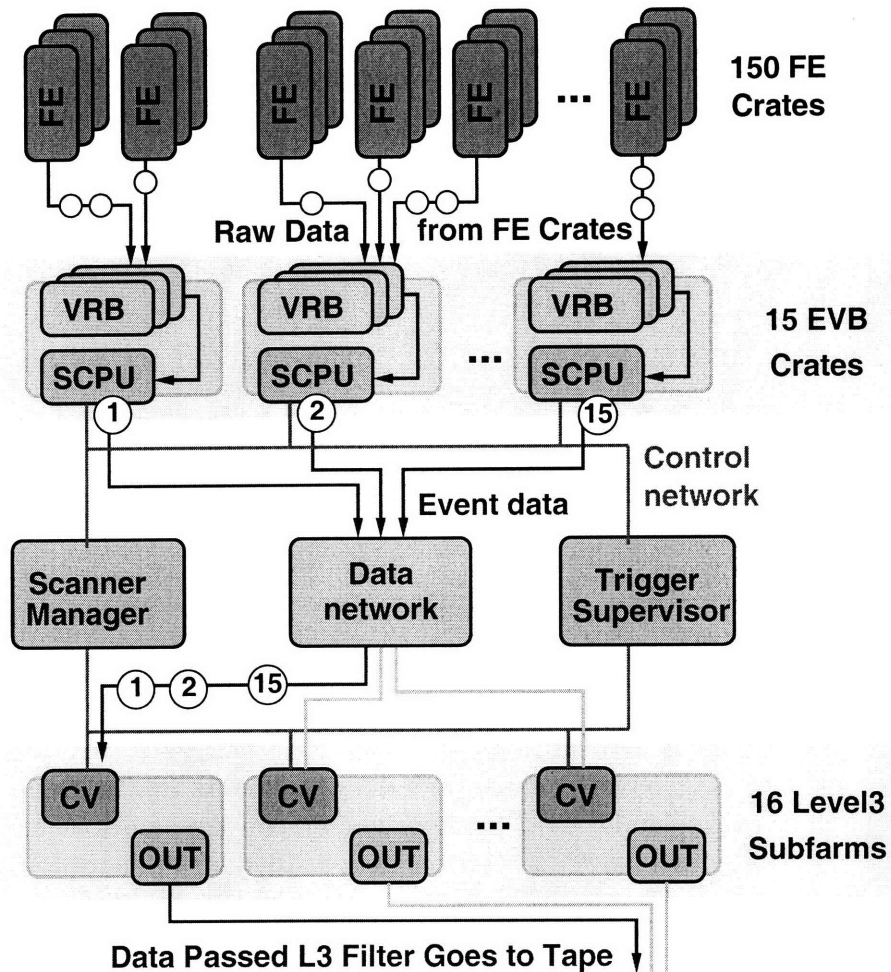 FE
FE
FE
FE
FE
...
FE
150 FE
Crates
Raw Data
from FE Crates
VRB
VRB
VRB
SCPU
SCPU
...
SCPU
15 EVB
Crates
1
2
15
Control
network
Event data
Scanner
Manager
Data
network
Trigger
Supervisor
1
2
15
CV
CV
CV
...
16 Level3
Subfarms
OUT
OUT
OUT
Data Passed L3 Filter Goes to Tape